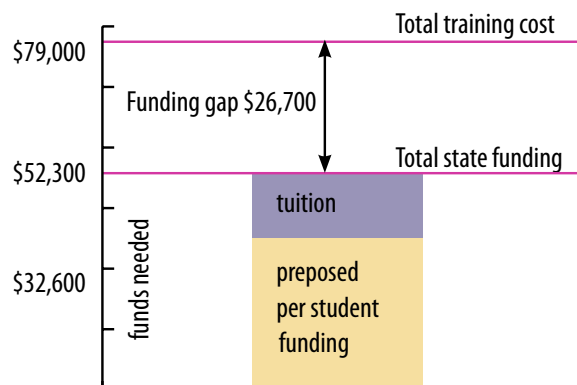 Total training cost
$79,000
Funding gap $26,700
Total state funding
$52,300
tuition
funds needed
$32,600
preposed
per student
funding